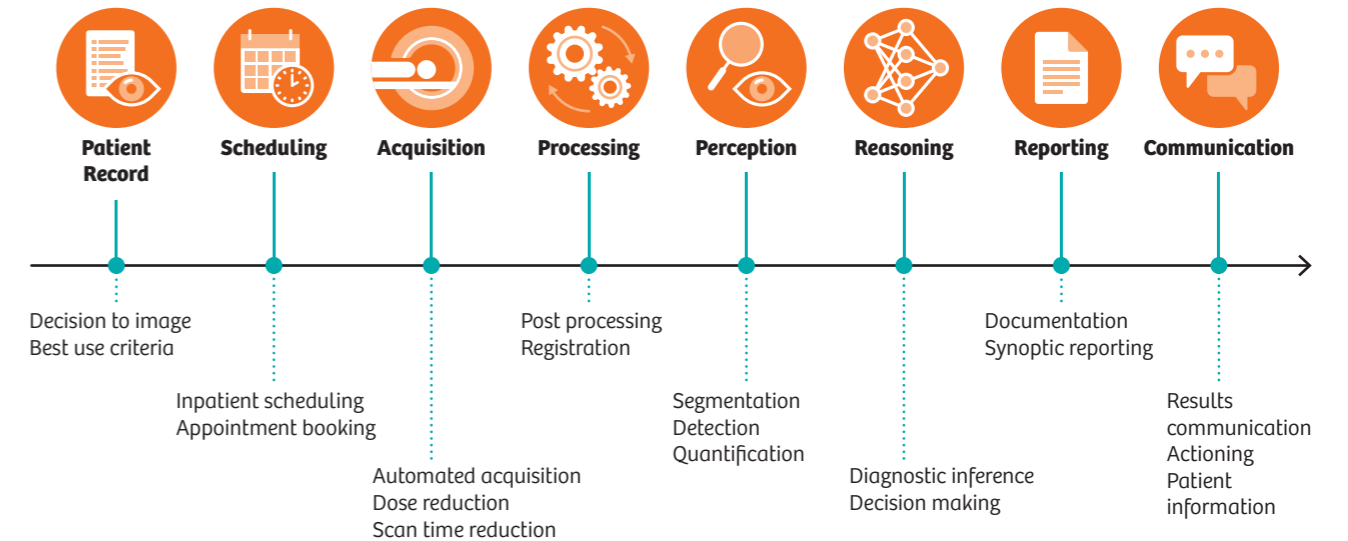 Patient
Record
Scheduling
Acquisition
Processing
Perception
Reasoning
Reporting
Communication
Decision to image
Best use criteria
Inpatient scheduling
Appointment booking
Automated acquisition
Dose reduction
Scan time reduction
Post processing
Registration
Segmentation
Detection
Quantification
Diagnostic inference
Decision making
Documentation
Synoptic reporting
Results
communication
Actioning
Patient
information